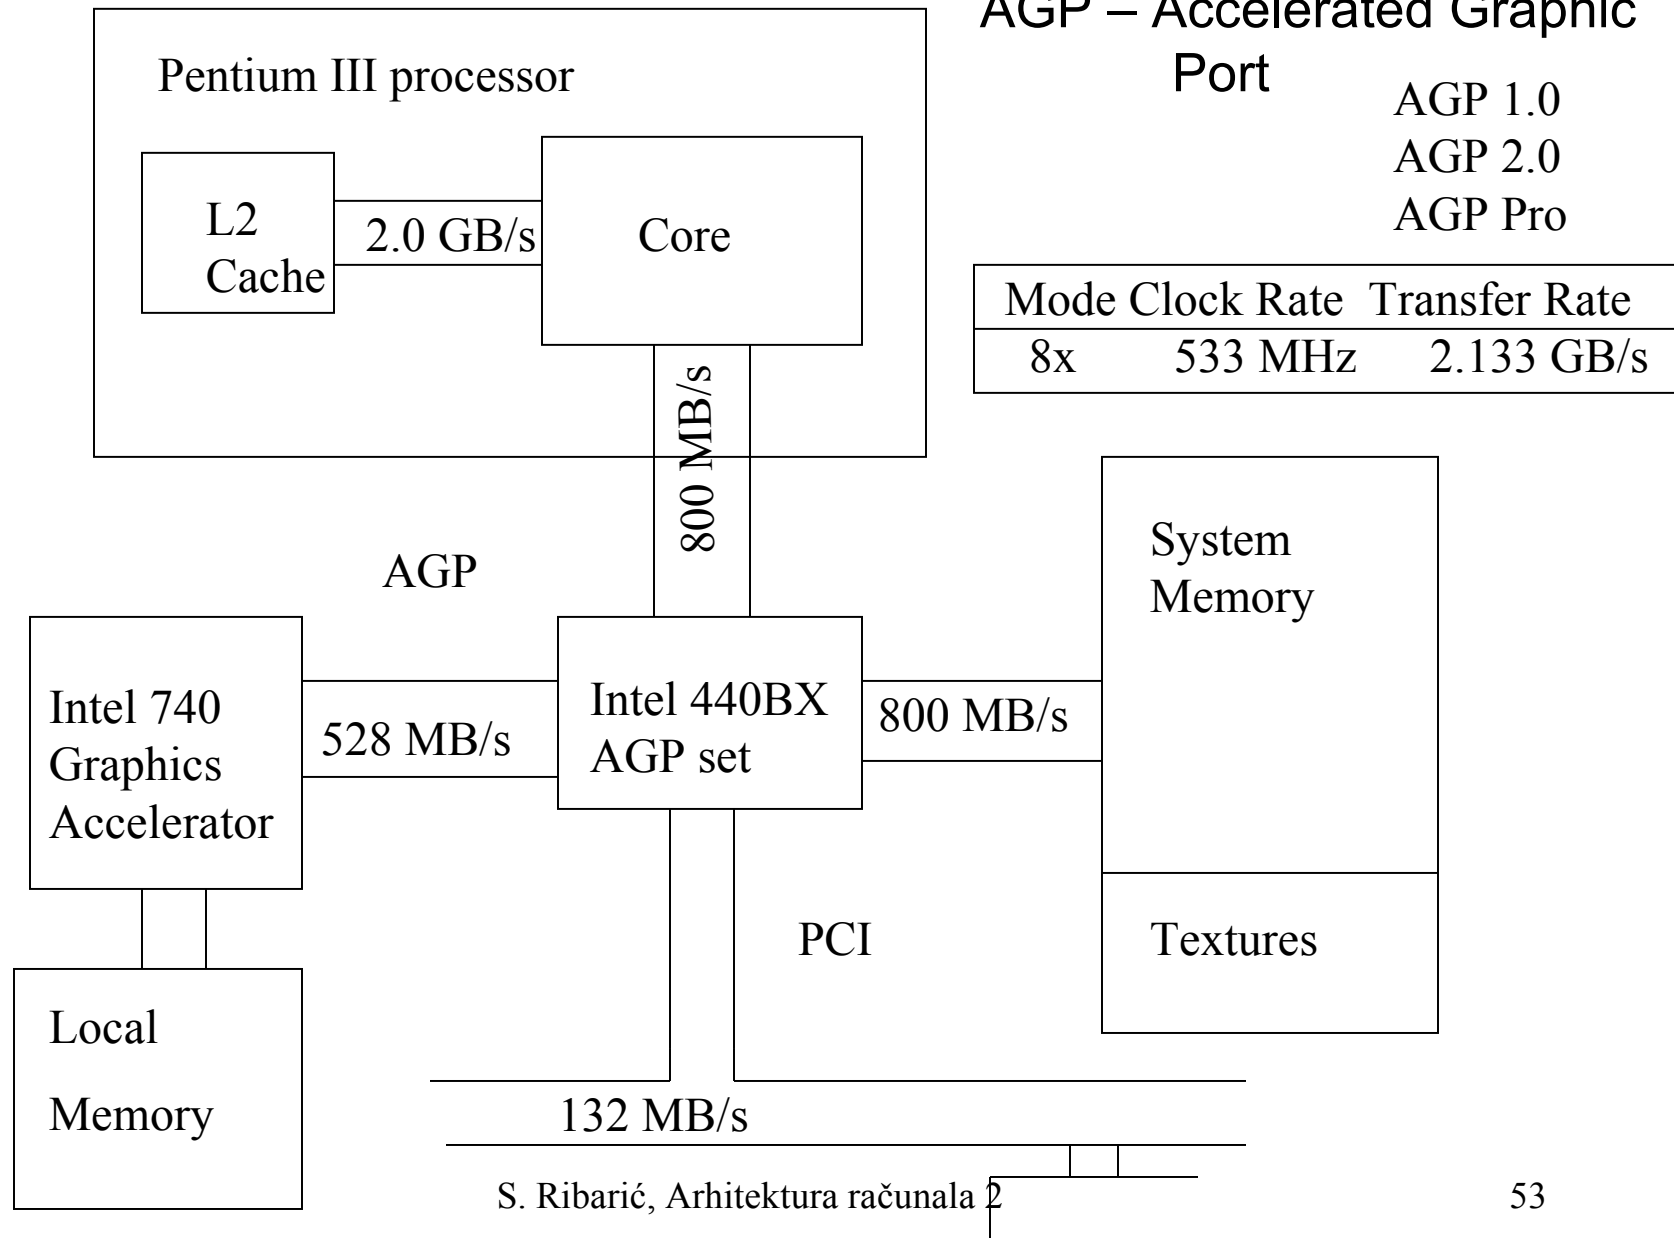 AGP – Accelerated Graphic
Port
AGP 1.0
AGP 2.0
AGP Pro
Mode Clock Rate Transfer Rate
8x 533 MHz 2.133 GB/s
Pentium III processor
L2
Cache
2.0 GB/s
Core
800 MB/s
AGP
Intel 740
Graphics
Accelerator
528 MB/s
Intel 440BX
AGP set
800 MB/s
System
Memory
Textures
PCI
Local
Memory
132 MB/s
S. Ribarić, Arhitektura računala 2
53